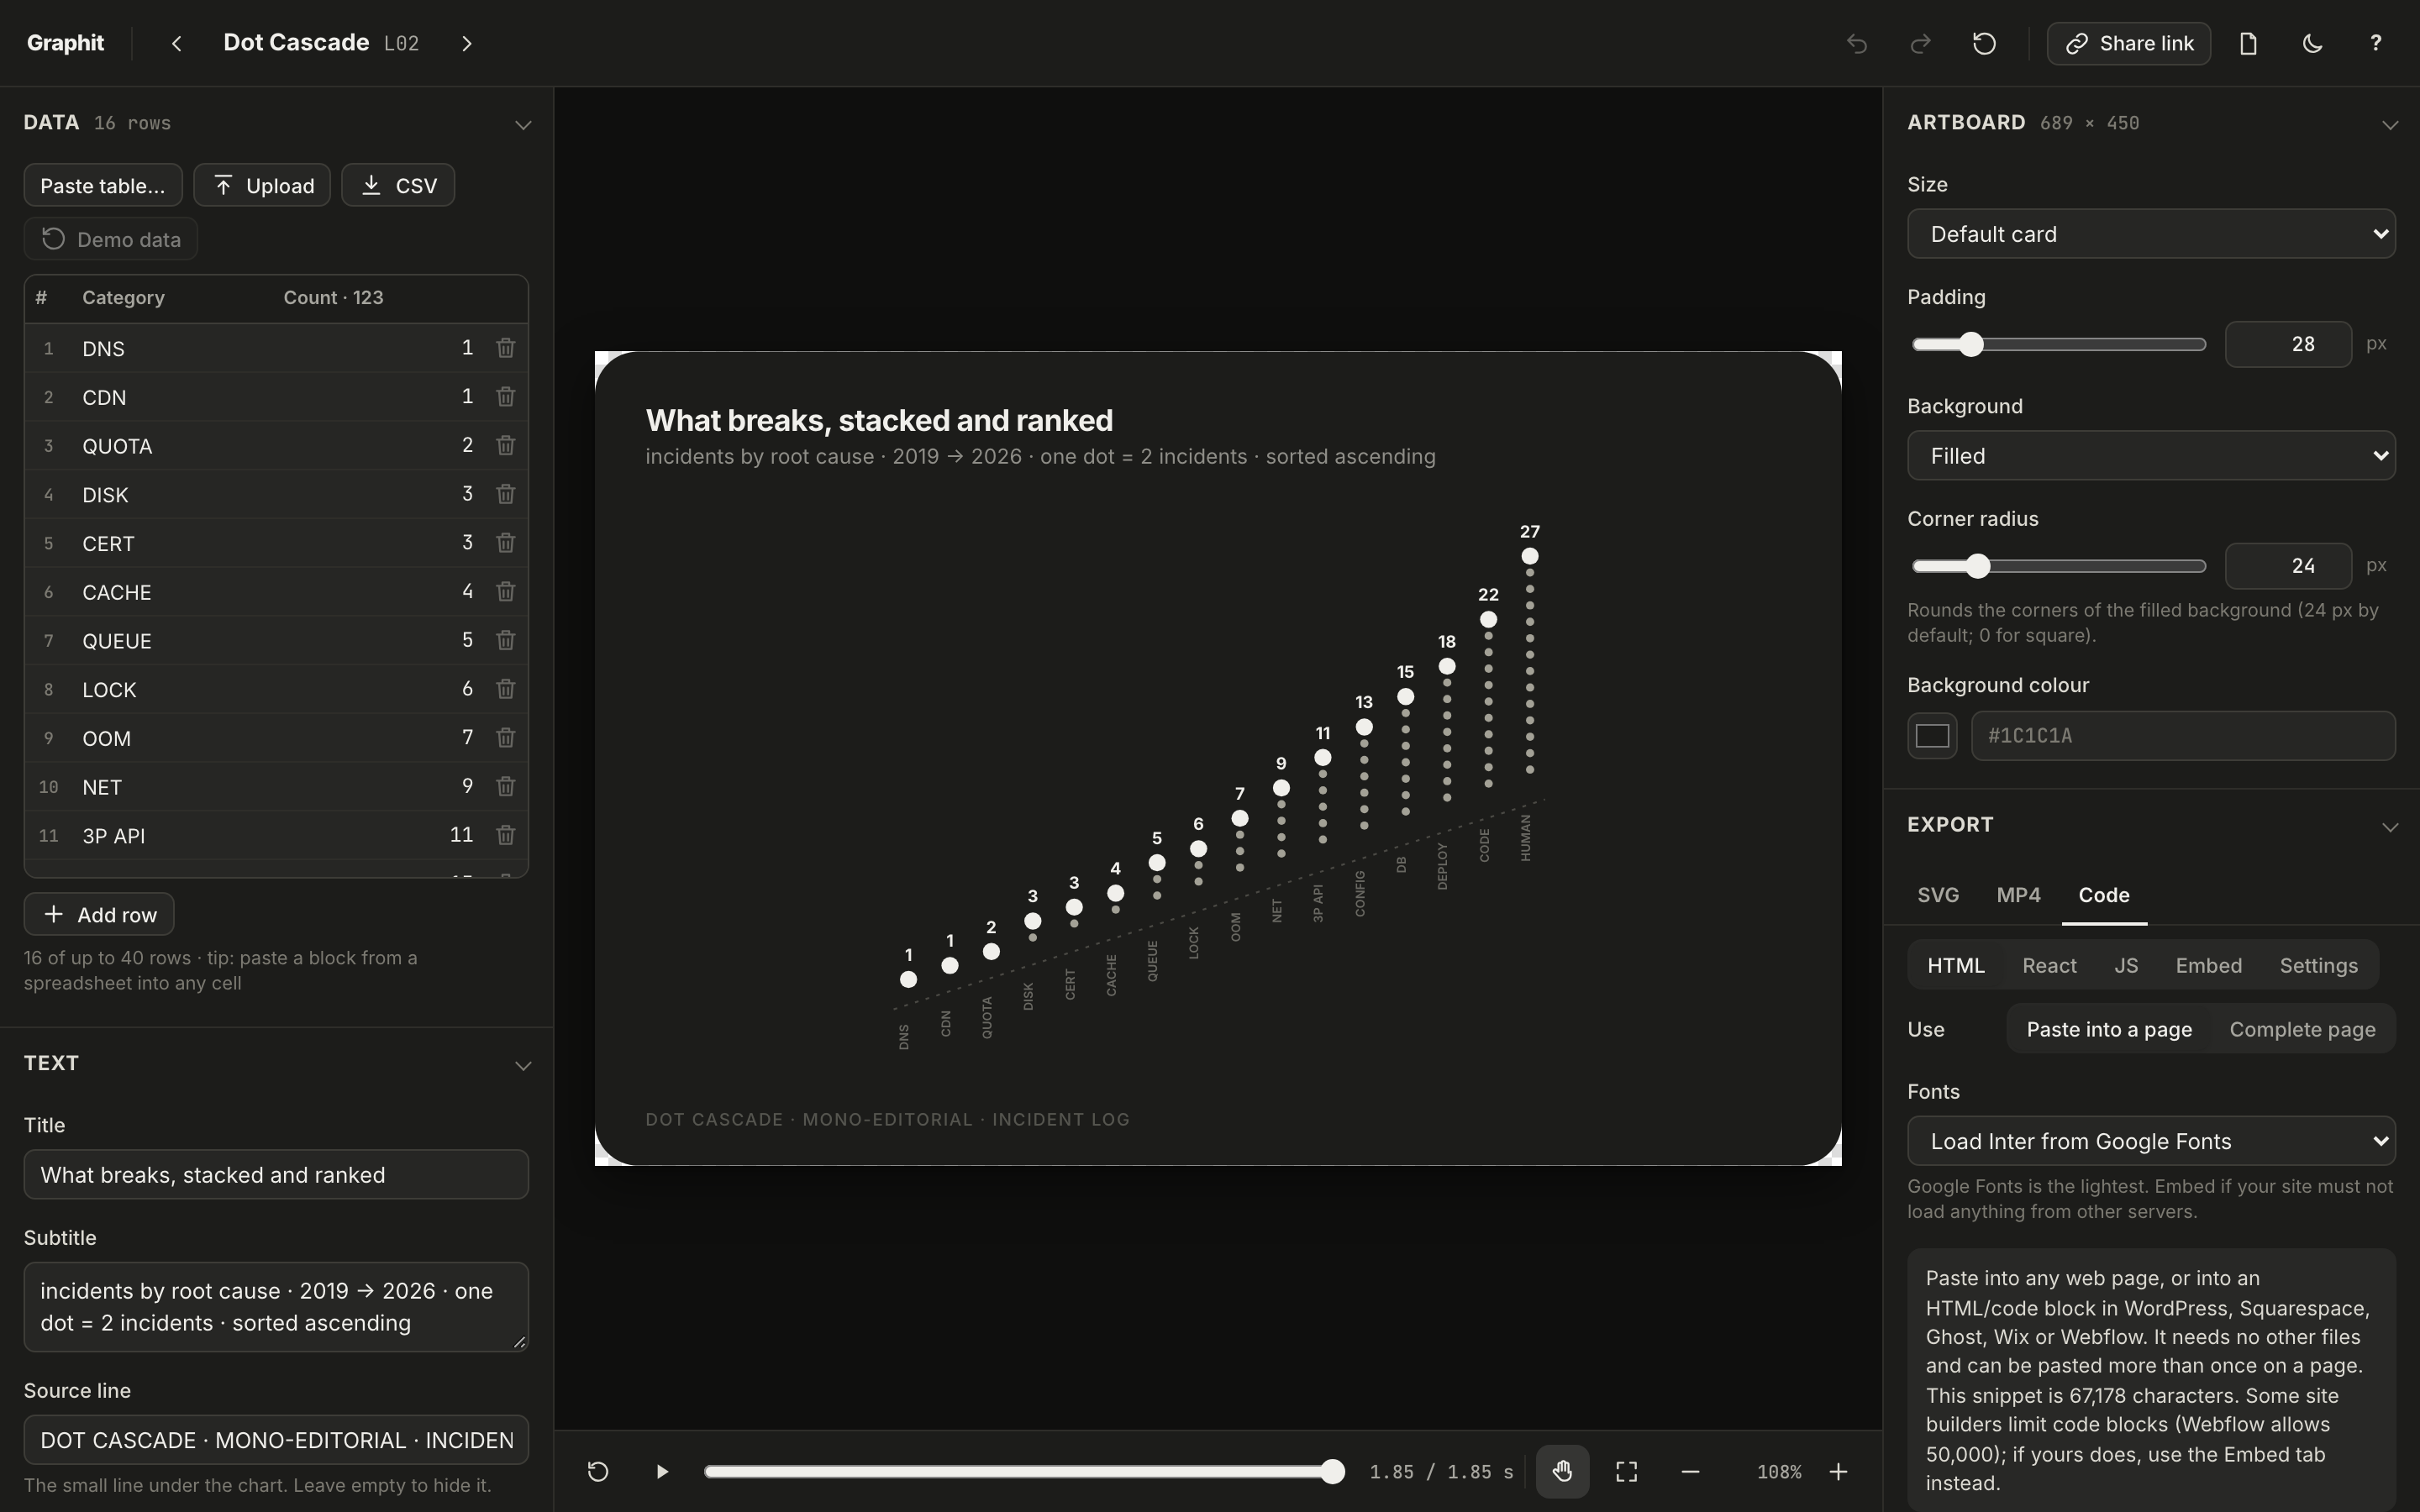 Graphit
Dot Cascade L02
Share link
?
DATA 16 rows
Paste table...
Upload
CSV
Demo data
# Category Count · 123
1 DNS 1
2 CDN 1
3 QUOTA 2
4 DISK 3
5 CERT 3
6 CACHE 4
7 QUEUE 5
8 LOCK 6
9 OOM 7
10 NET 9
11 3P API 11
Add row
16 of up to 40 rows · tip: paste a block from a
spreadsheet into any cell
TEXT
Title
What breaks, stacked and ranked
Subtitle
incidents by root cause · 2019 → 2026 · one
dot = 2 incidents · sorted ascending
Source line
DOT CASCADE · MONO-EDITORIAL · INCIDEN
The small line under the chart. Leave empty to hide it.
What breaks, stacked and ranked
incidents by root cause · 2019 → 2026 · one dot = 2 incidents · sorted ascending
1
1
2
3
3
4
5
6
7
9
11
13
15
18
22
27
DNS
CDN
QUOTA
DISK
CERT
CACHE
QUEUE
LOCK
OOM
NET
3P API
CONFIG
DB
DEPLOY
CODE
HUMAN
DOT CASCADE · MONO-EDITORIAL · INCIDENT LOG
1.85 / 1.85 s
108%
ARTBOARD 689 × 450
Size
Default card
Padding
28 px
Background
Filled
Corner radius
24 px
Rounds the corners of the filled background (24 px by
default; 0 for square).
Background colour
#1C1C1A
EXPORT
SVG MP4 Code
HTML React JS Embed Settings
Use Paste into a page Complete page
Fonts
Load Inter from Google Fonts
Google Fonts is the lightest. Embed if your site must not
load anything from other servers.
Paste into any web page, or into an
HTML/code block in WordPress, Squarespace,
Ghost, Wix or Webflow. It needs no other files
and can be pasted more than once on a page.
This snippet is 67,178 characters. Some site
builders limit code blocks (Webflow allows
50,000); if yours does, use the Embed tab
instead.